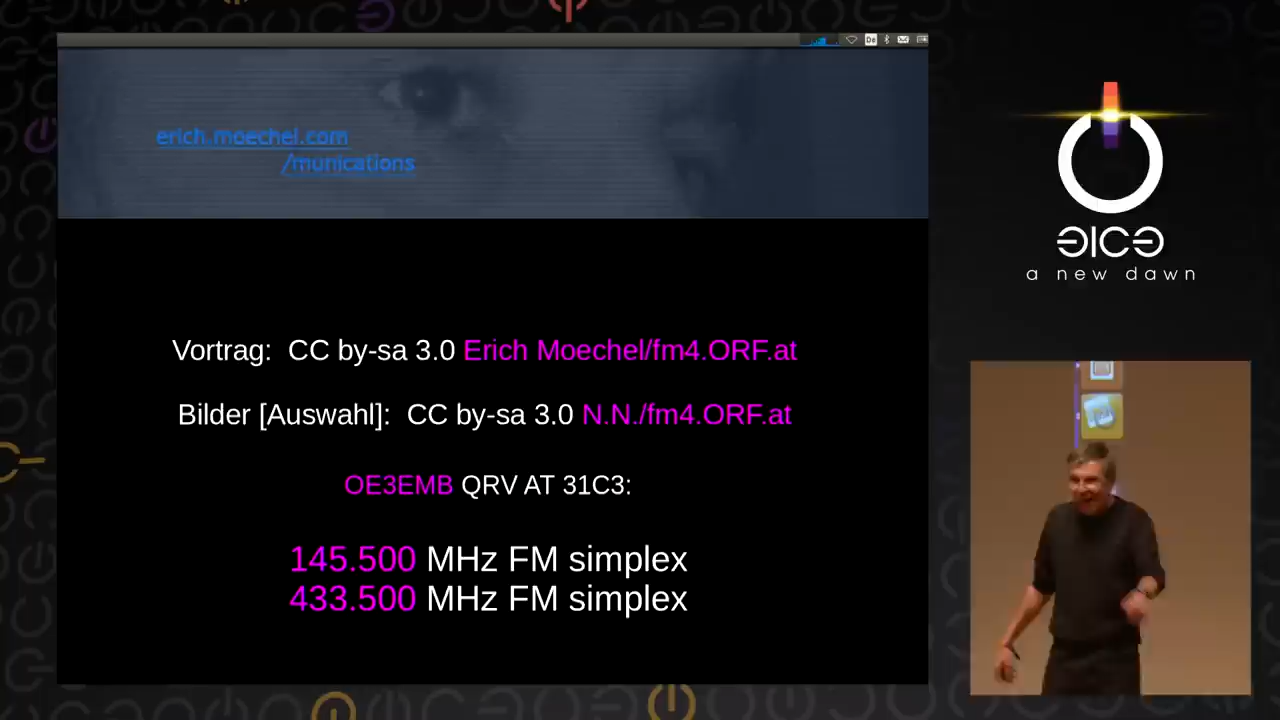 erich.moechel.com
/munications
Vortrag: CC by-sa 3.0 Erich Moechel/fm4.ORF.at
Bilder [Auswahl]: CC by-sa 3.0 N.N./fm4.ORF.at
OE3EMB QRV AT 31C3:
145.500 MHz FM simplex
433.500 MHz FM simplex
De
31C3
a new dawn